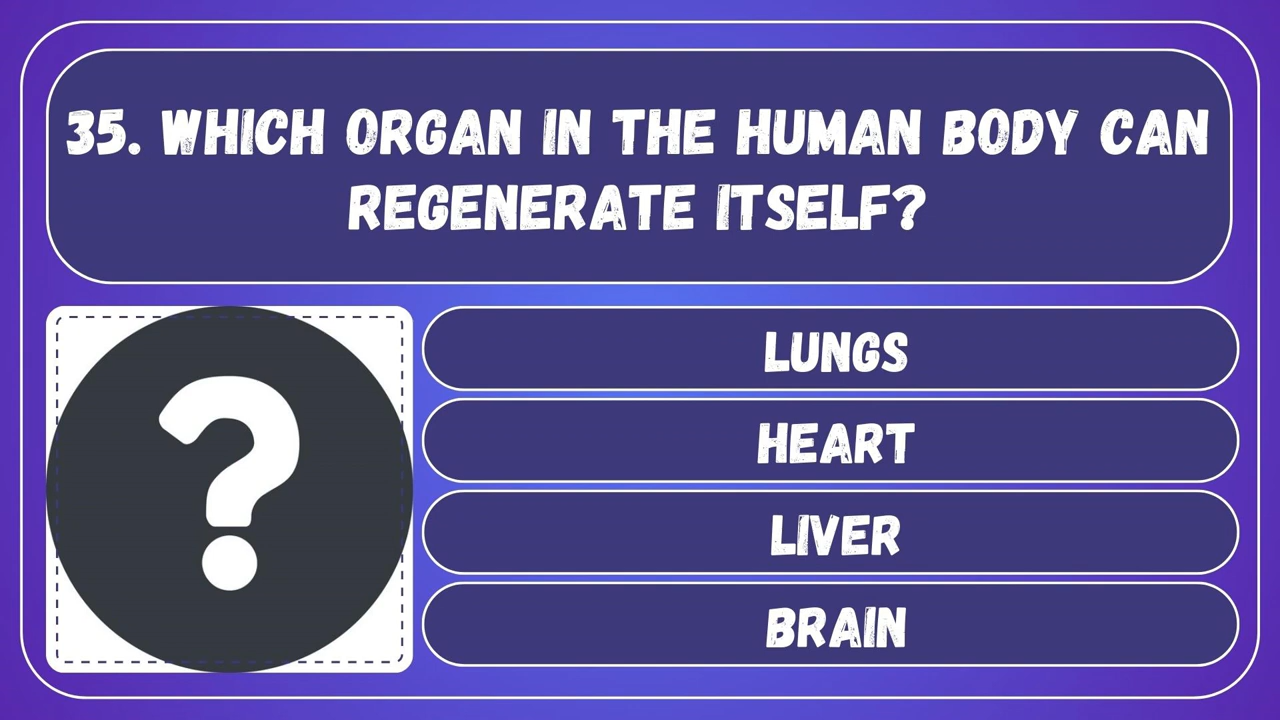 35. WHICH ORGAN IN THE HUMAN BODY CAN
REGENERATE ITSELF?
?
LUNGS
HEART
LIVER
BRAIN